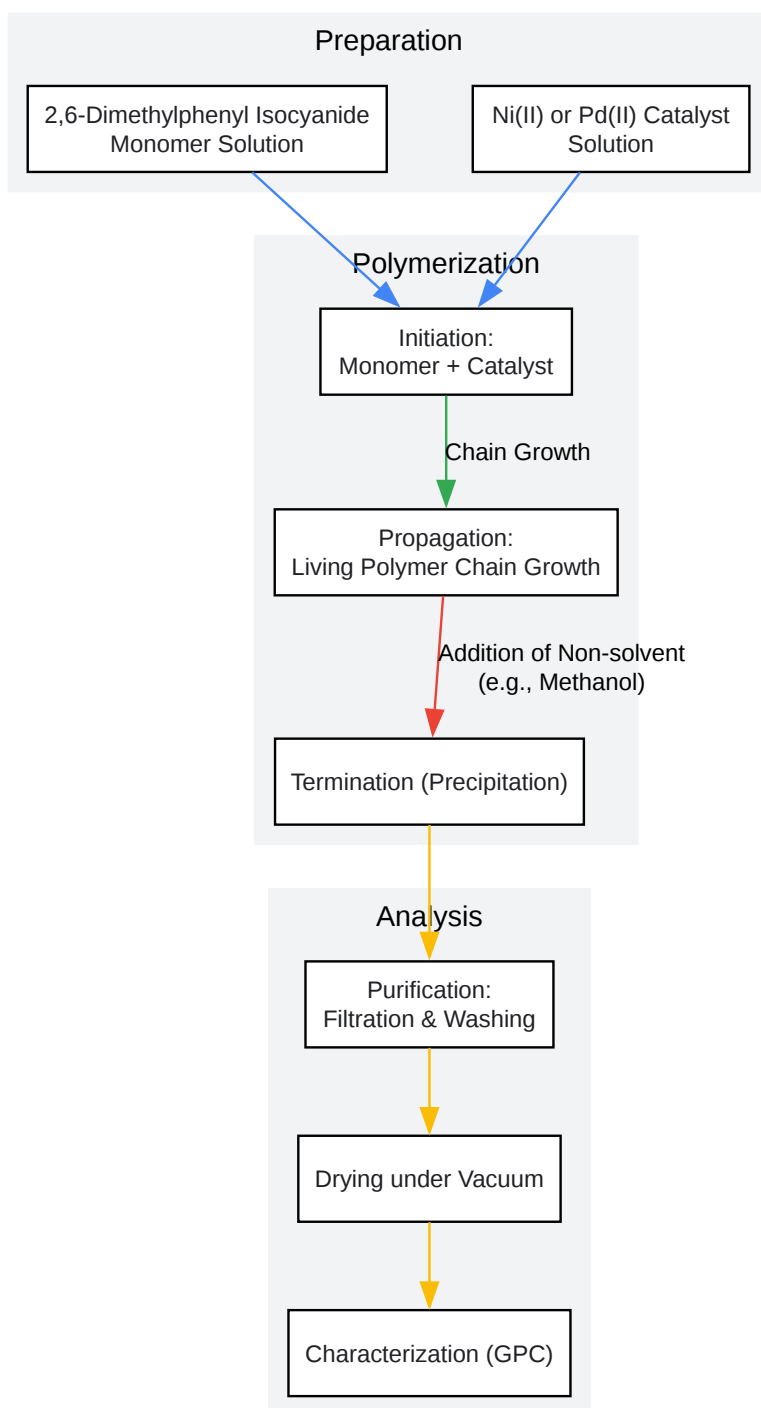 Preparation
2,6-Dimethylphenyl Isocyanide
Monomer Solution
Ni(II) or Pd(II) Catalyst
Solution
Polymerization
Initiation:
Monomer + Catalyst
Chain Growth
Propagation:
Living Polymer Chain Growth
Addition of Non-solvent
(e.g., Methanol)
Termination (Precipitation)
Analysis
Purification:
Filtration & Washing
Drying under Vacuum
Characterization (GPC)